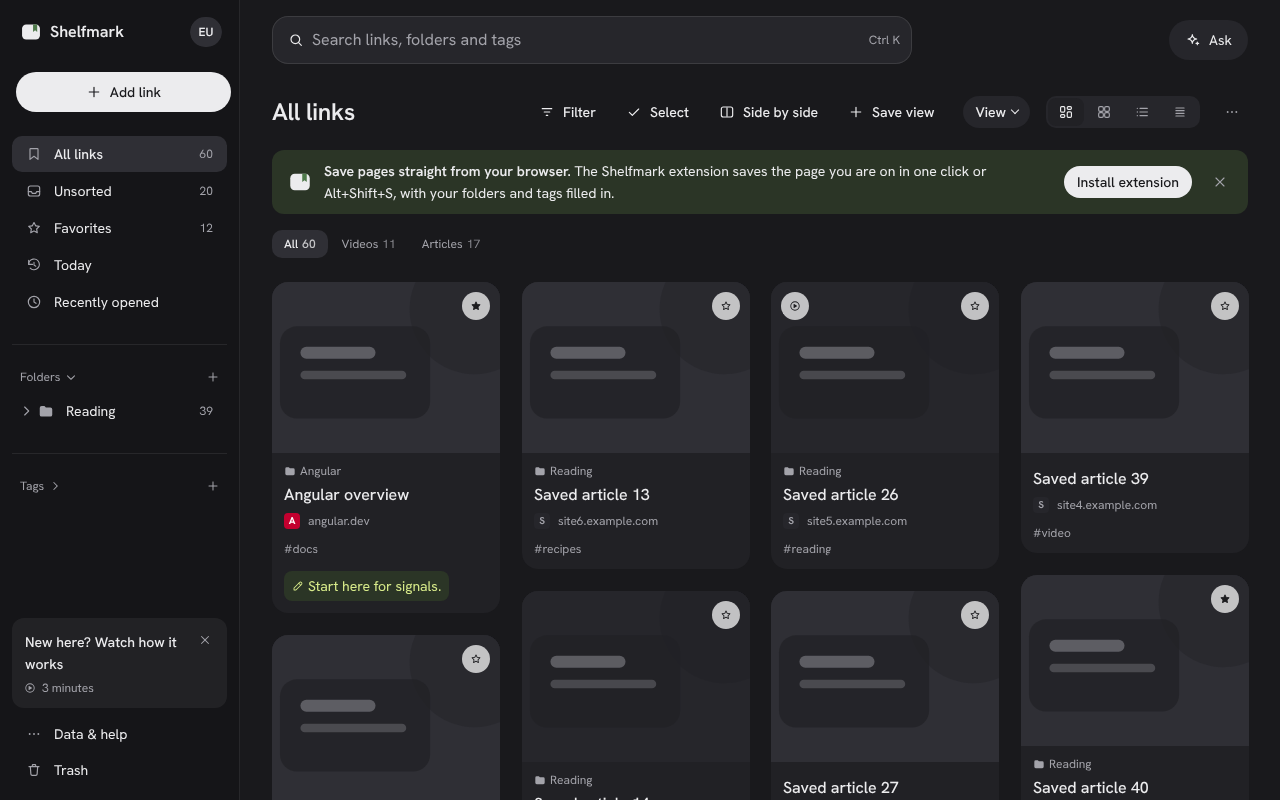 Shelfmark
EU
Add link
All links 60
Unsorted 20
Favorites 12
Today
Recently opened
Folders
Reading 39
Tags
New here? Watch how it
works
3 minutes
Data & help
Trash
Search links, folders and tags Ctrl K
Ask
All links
Filter Select Side by side Save view View
Save pages straight from your browser. The Shelfmark extension saves the page you are on in one click or
Alt+Shift+S, with your folders and tags filled in.
Install extension
All 60 Videos 11 Articles 17
Angular
Angular overview
A angular.dev
#docs
Start here for signals.
Reading
Saved article 13
S site6.example.com
#recipes
Reading
Saved article 26
S site5.example.com
#reading
Saved article 39
S site4.example.com
#video
Reading
Saved article 14
Saved article 27
Reading
Saved article 40